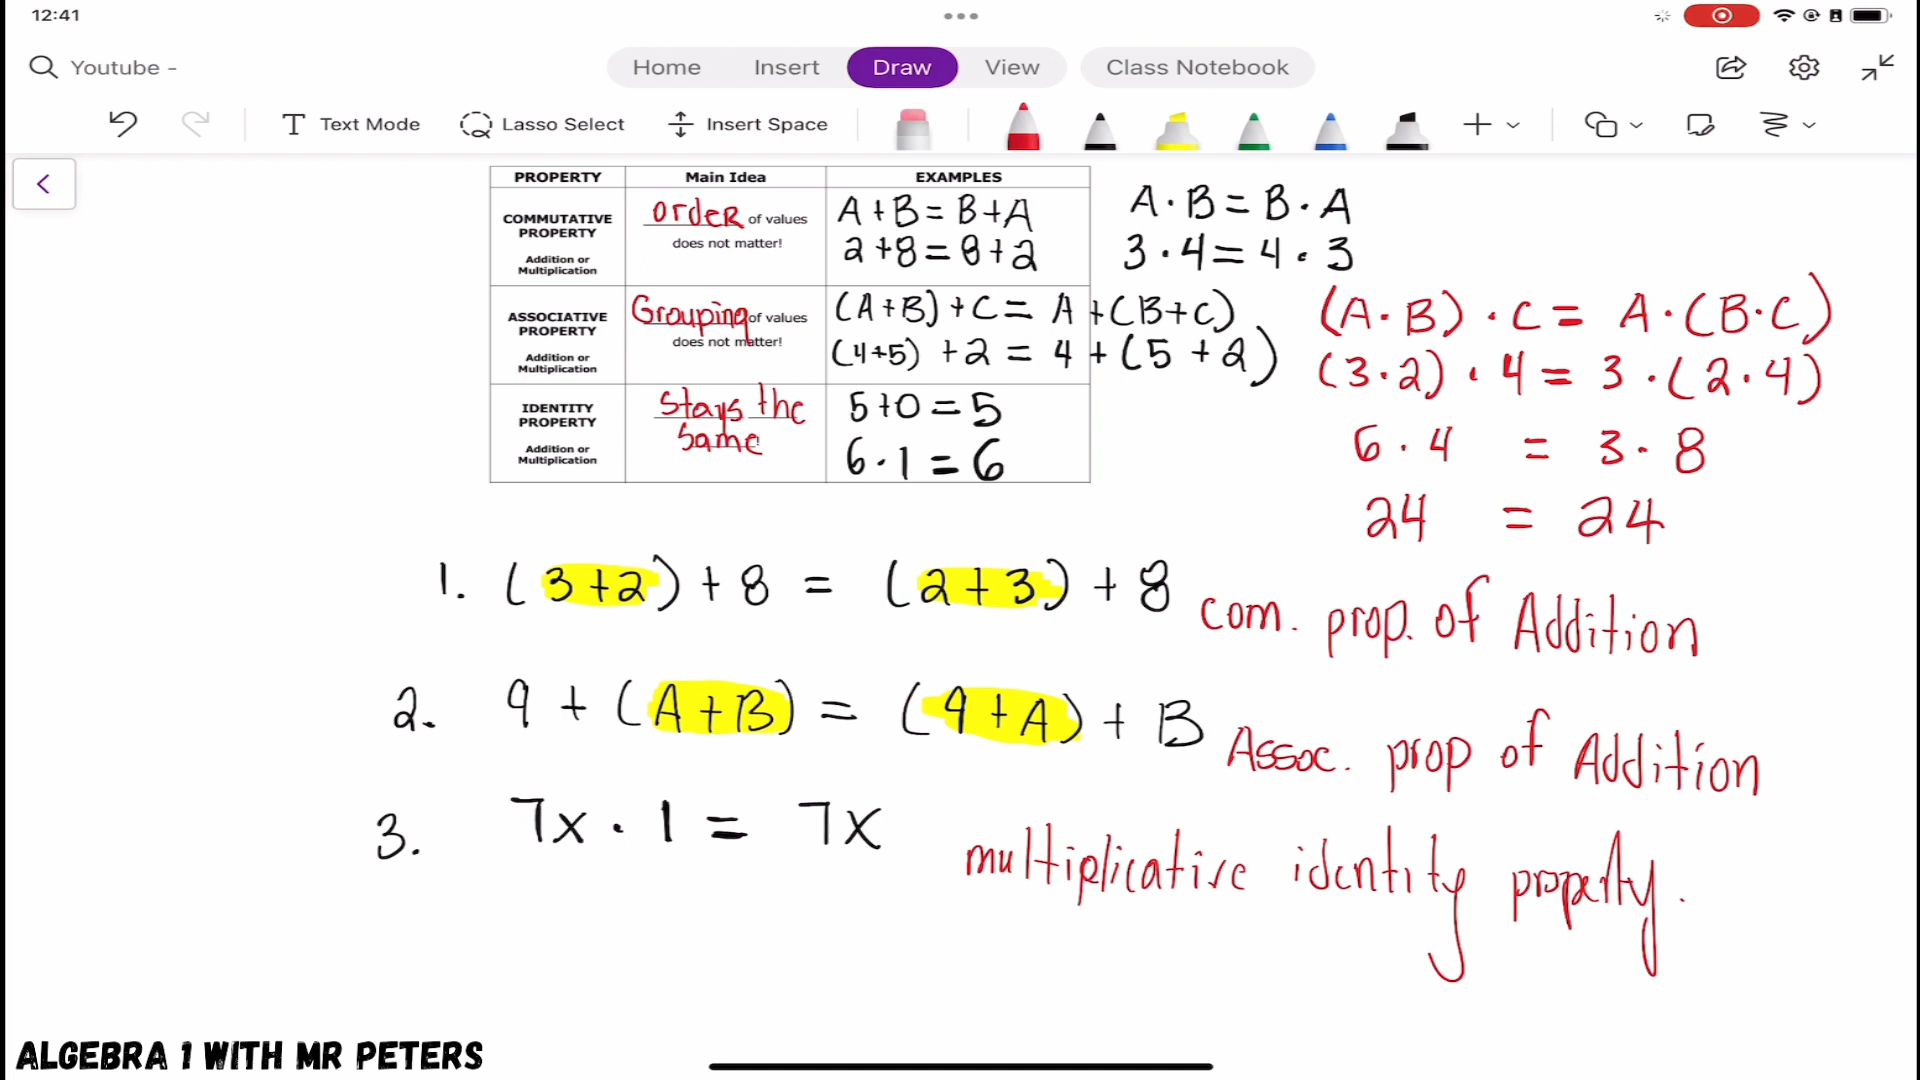 12:41
Youtube -
Home Insert Draw View Class Notebook
Text Mode Lasso Select Insert Space
PROPERTY Main Idea EXAMPLES
COMMUTATIVE PROPERTY
Addition or Multiplication
order of values
does not matter!
A+B = B+A
2+8 = 8+2
A·B = B·A
3·4 = 4·3
ASSOCIATIVE PROPERTY
Addition or Multiplication
Grouping of values
does not matter!
(A+B)+C = A+(B+C)
(4+5)+2 = 4+(5+2)
(A·B)·C = A·(B·C)
(3·2)·4 = 3·(2·4)
6·4 = 3·8
24 = 24
IDENTITY PROPERTY
Addition or Multiplication
stays the
same
5+0 = 5
6·1 = 6
1. (3+2)+8 = (2+3)+8 com. prop. of Addition
2. 9+(A+B) = (9+A)+B Assoc. prop of Addition
3. 7x·1 = 7x multiplicative identity property.
ALGEBRA 1 WITH MR PETERS